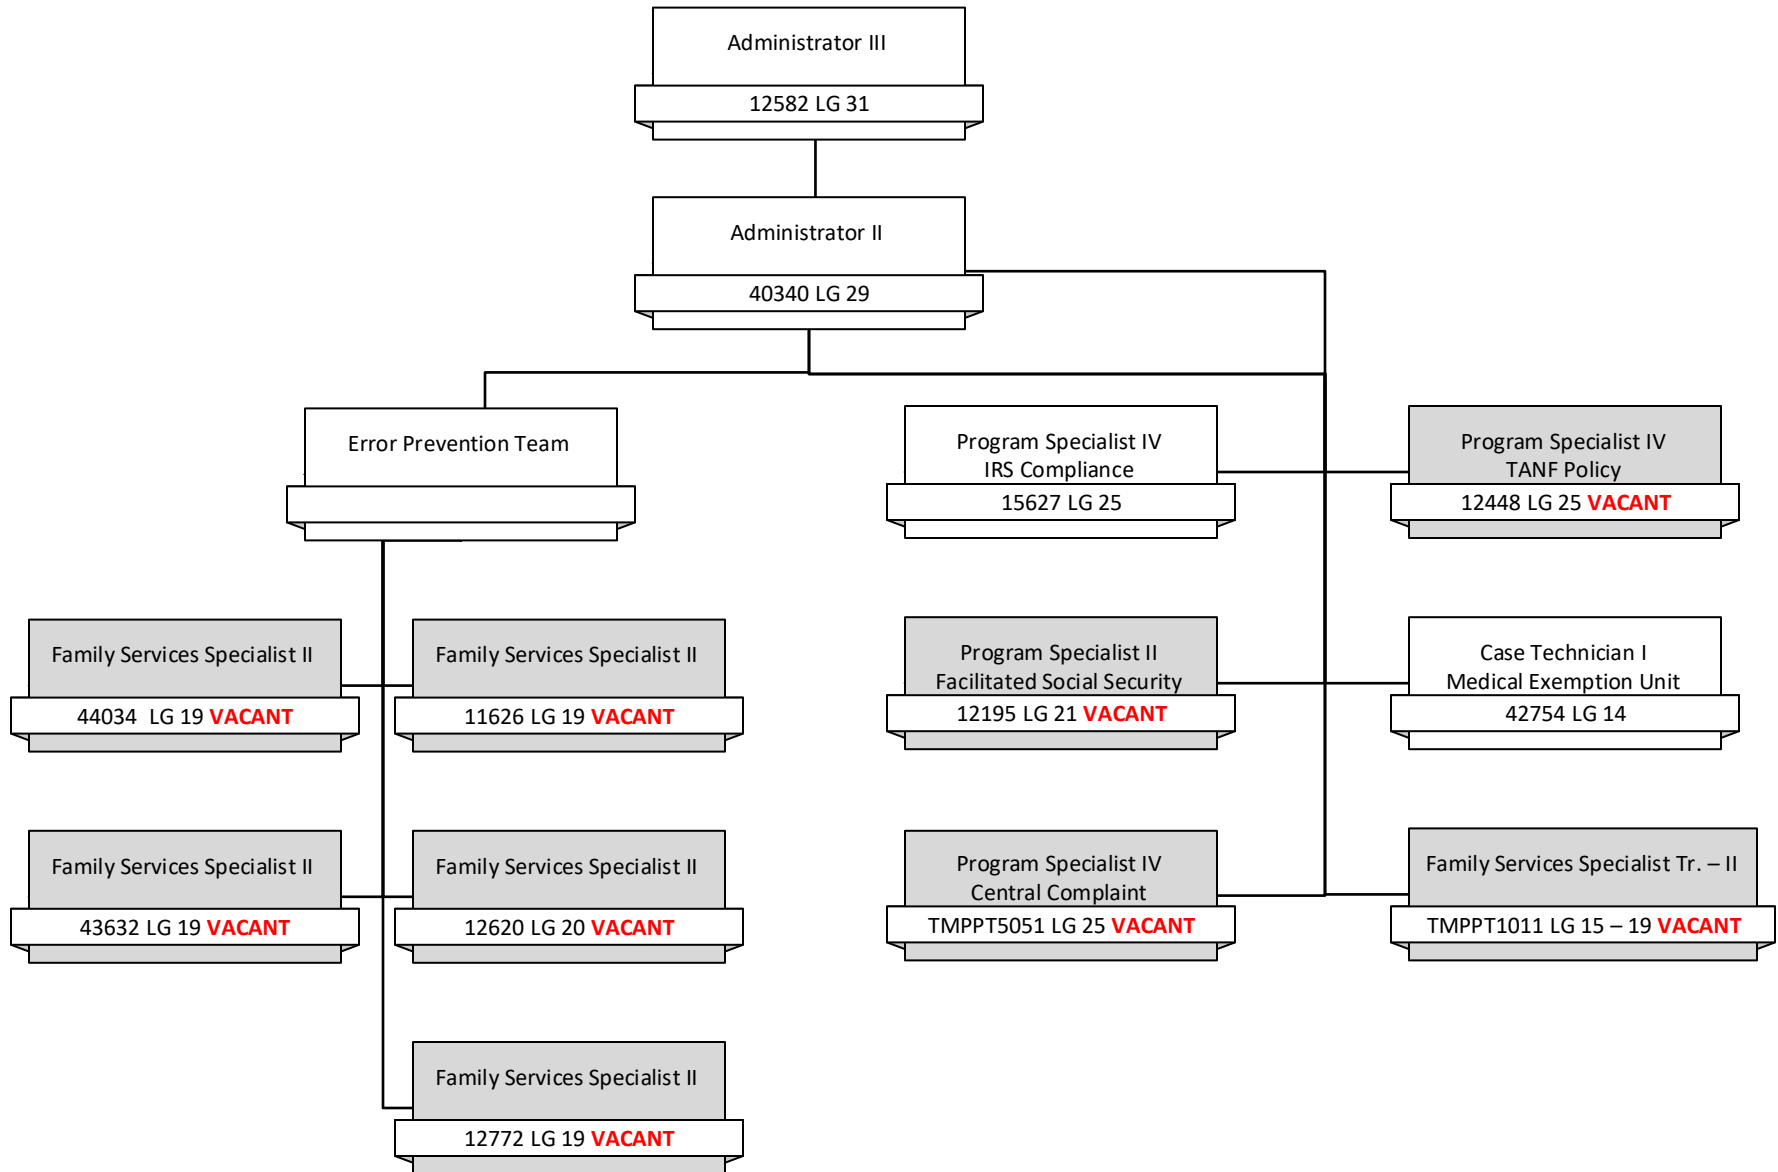 Administrator III
12582 LG 31
Administrator II
40340 LG 29
Error Prevention Team
Program Specialist IV
IRS Compliance
15627 LG 25
Program Specialist IV
TANF Policy
12448 LG 25 VACANT
Family Services Specialist II
44034 LG 19 VACANT
Family Services Specialist II
11626 LG 19 VACANT
Program Specialist II
Facilitated Social Security
12195 LG 21 VACANT
Case Technician I
Medical Exemption Unit
42754 LG 14
Family Services Specialist II
43632 LG 19 VACANT
Family Services Specialist II
12620 LG 20 VACANT
Program Specialist IV
Central Complaint
TMPPT5051 LG 25 VACANT
Family Services Specialist Tr. – II
TMPPT1011 LG 15 – 19 VACANT
Family Services Specialist II
12772 LG 19 VACANT